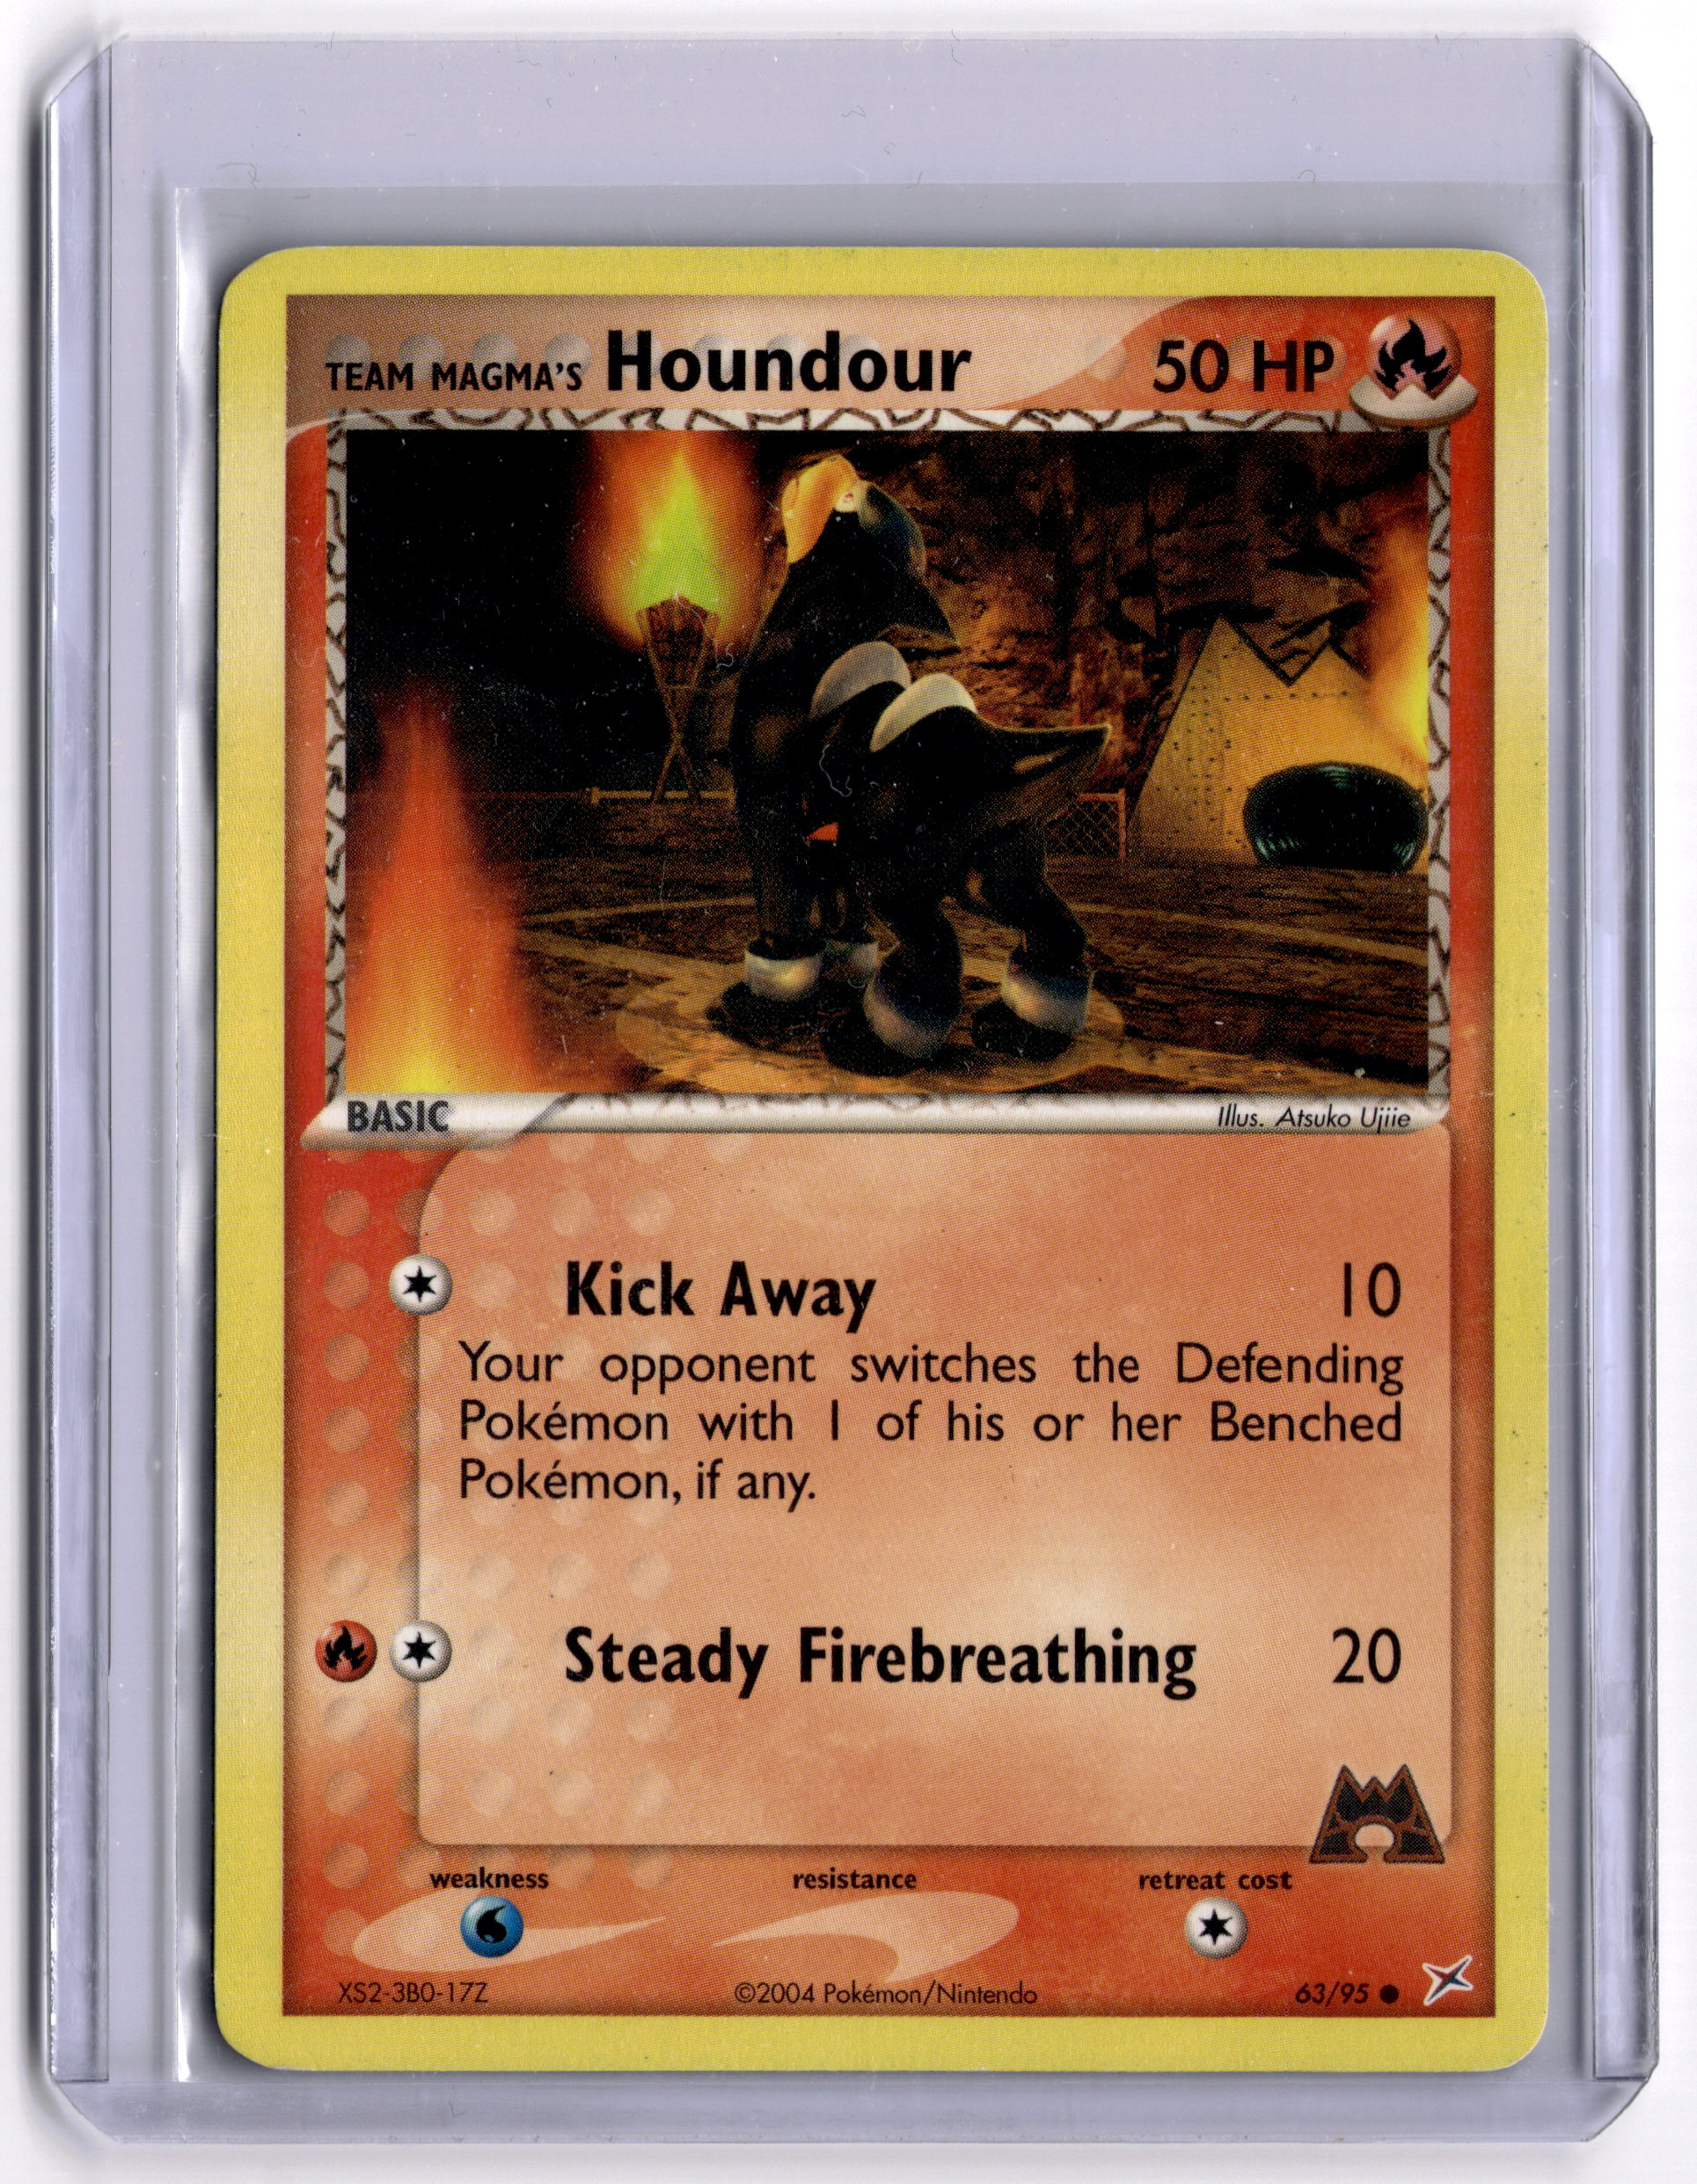 TEAM MAGMA'S Houndour 50 HP
BASIC
Illus. Atsuko Ujiie
Kick Away 10
Your opponent switches the Defending
Pokémon with 1 of his or her Benched
Pokémon, if any.
Steady Firebreathing 20
weakness resistance retreat cost
XS2-3B0-17Z ©2004 Pokémon/Nintendo 63/95